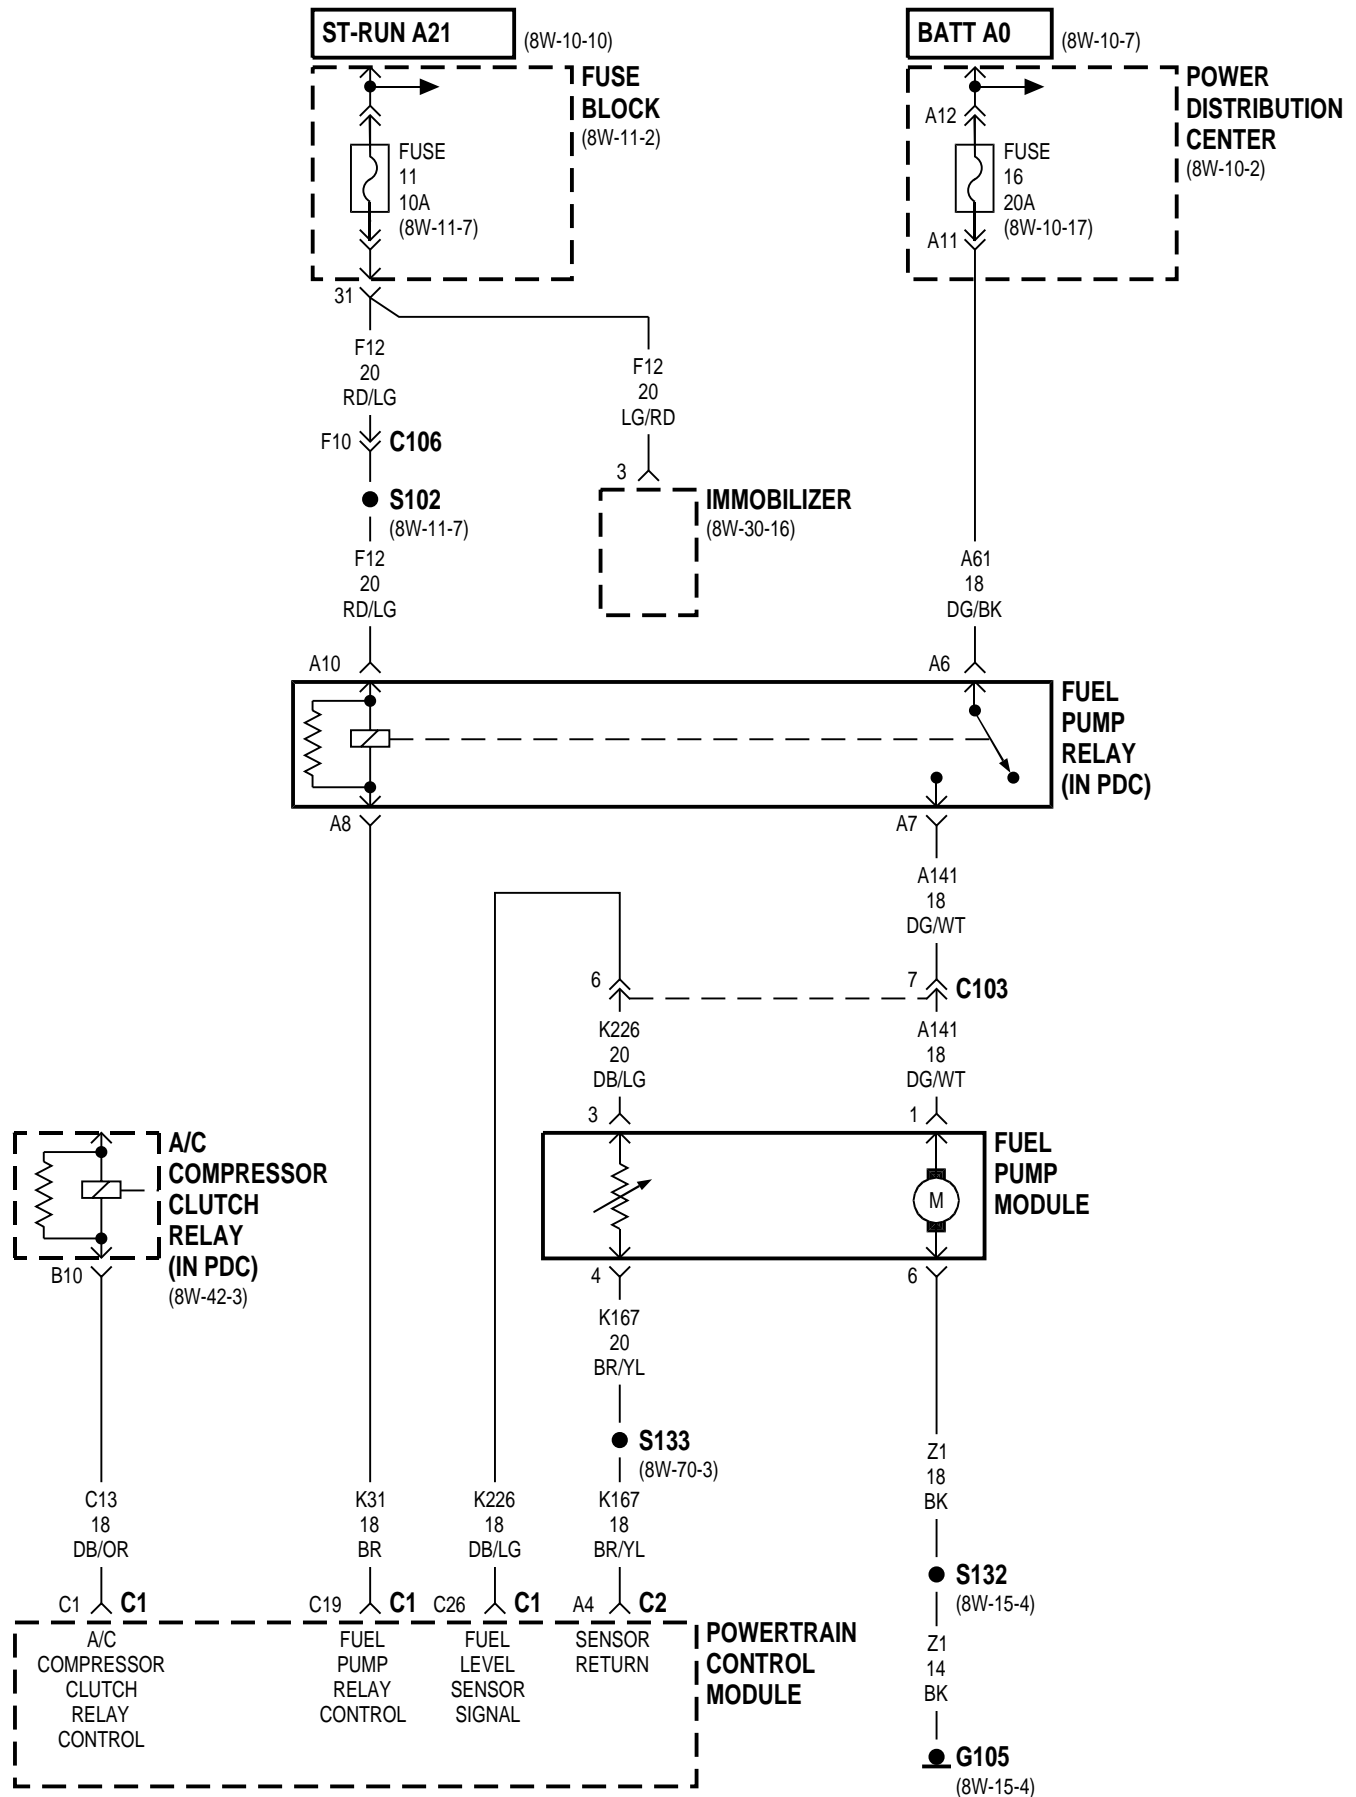 ST-RUN A21
(8W-10-10)
BATT A0
(8W-10-7)
FUSE
BLOCK
(8W-11-2)
FUSE
11
10A
(8W-11-7)
POWER
DISTRIBUTION
CENTER
(8W-10-2)
A12
FUSE
16
20A
(8W-10-17)
A11
31
F12
20
RD/LG
F12
20
LG/RD
F10
C106
3
S102
(8W-11-7)
IMMOBILIZER
(8W-30-16)
F12
20
RD/LG
A61
18
DG/BK
A10
A6
FUEL
PUMP
RELAY
(IN PDC)
A8
A7
A141
18
DG/WT
6
7
C103
K226
20
DB/LG
A141
18
DG/WT
3
1
A/C
COMPRESSOR
CLUTCH
RELAY
(IN PDC)
(8W-42-3)
FUEL
PUMP
MODULE
M
B10
4
6
K167
20
BR/YL
S133
(8W-70-3)
Z1
18
BK
C13
18
DB/OR
K31
18
BR
K226
18
DB/LG
K167
18
BR/YL
S132
(8W-15-4)
C1
C1
C19
C1
C26
C1
A4
C2
A/C
COMPRESSOR
CLUTCH
RELAY
CONTROL
FUEL
PUMP
RELAY
CONTROL
FUEL
LEVEL
SENSOR
SIGNAL
SENSOR
RETURN
POWERTRAIN
CONTROL
MODULE
Z1
14
BK
G105
(8W-15-4)